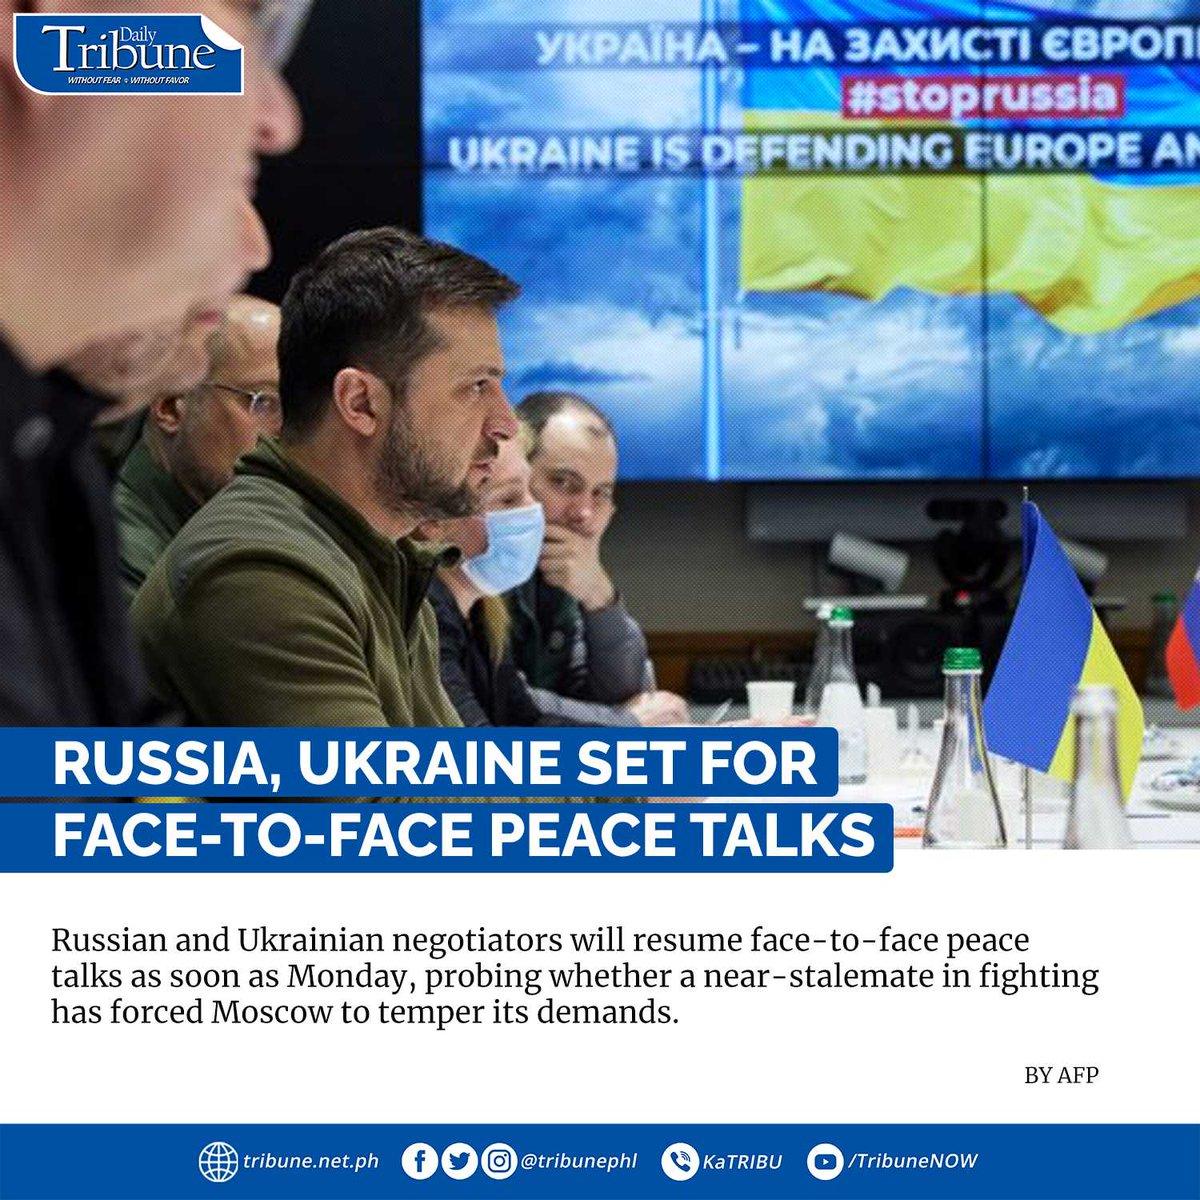 Daily
Tribune
WITHOUT FEAR • WITHOUT FAVOR
УКРАЇНА – НА ЗАХИСТІ ЄВРОП
#stoprussia
UKRAINE IS DEFENDING EUROPE AN
RUSSIA, UKRAINE SET FOR
FACE-TO-FACE PEACE TALKS
Russian and Ukrainian negotiators will resume face-to-face peace
talks as soon as Monday, probing whether a near-stalemate in fighting
has forced Moscow to temper its demands.
BY AFP
tribune.net.ph @tribunephl KaTRIBU /TribuneNOW